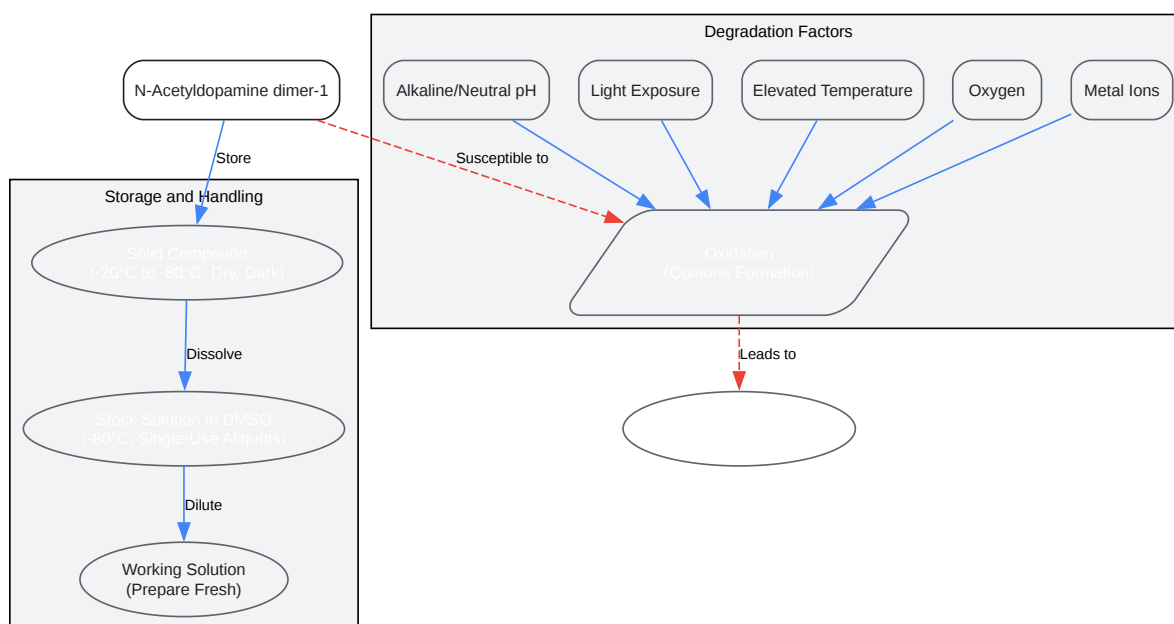 Degradation Factors
N-Acetyldopamine dimer-1
Alkaline/Neutral pH
Light Exposure
Elevated Temperature
Oxygen
Metal Ions
Store
Susceptible to
Storage and Handling
Solid Compound
(-20°C to -80°C, Dry, Dark)
Oxidation
(Quinone Formation)
Dissolve
Leads to
Stock Solution in DMSO
(-80°C, Single-Use Aliquots)
Dilute
Working Solution
(Prepare Fresh)